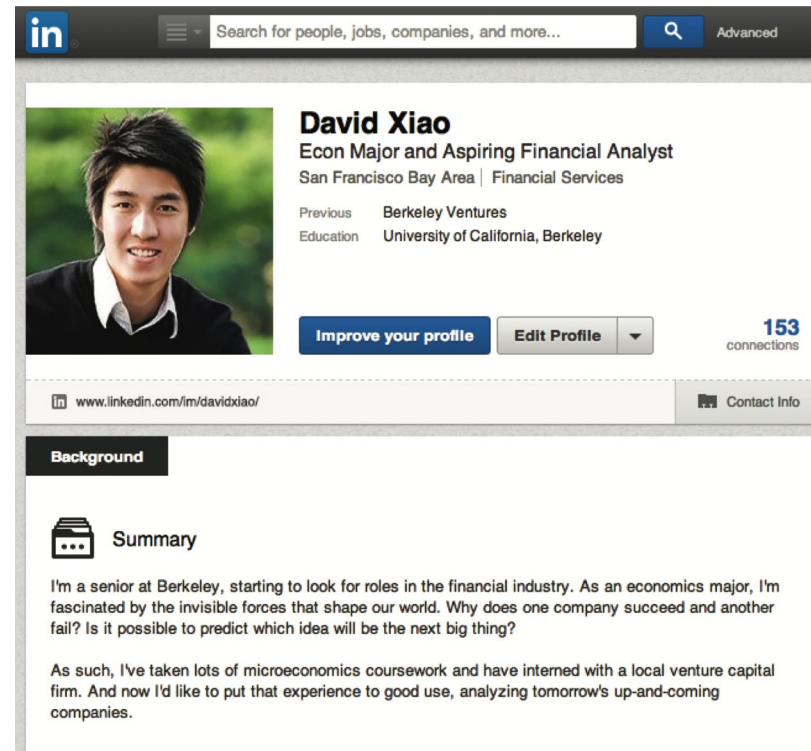 in
Search for people, jobs, companies, and more...
Advanced
David Xiao
Econ Major and Aspiring Financial Analyst
San Francisco Bay Area | Financial Services
Previous Berkeley Ventures
Education University of California, Berkeley
Improve your profile Edit Profile
153
connections
in www.linkedin.com/im/davidxiao/
Contact Info
Background
Summary
I'm a senior at Berkeley, starting to look for roles in the financial industry. As an economics major, I'm
fascinated by the invisible forces that shape our world. Why does one company succeed and another
fail? Is it possible to predict which idea will be the next big thing?
As such, I've taken lots of microeconomics coursework and have interned with a local venture capital
firm. And now I'd like to put that experience to good use, analyzing tomorrow's up-and-coming
companies.